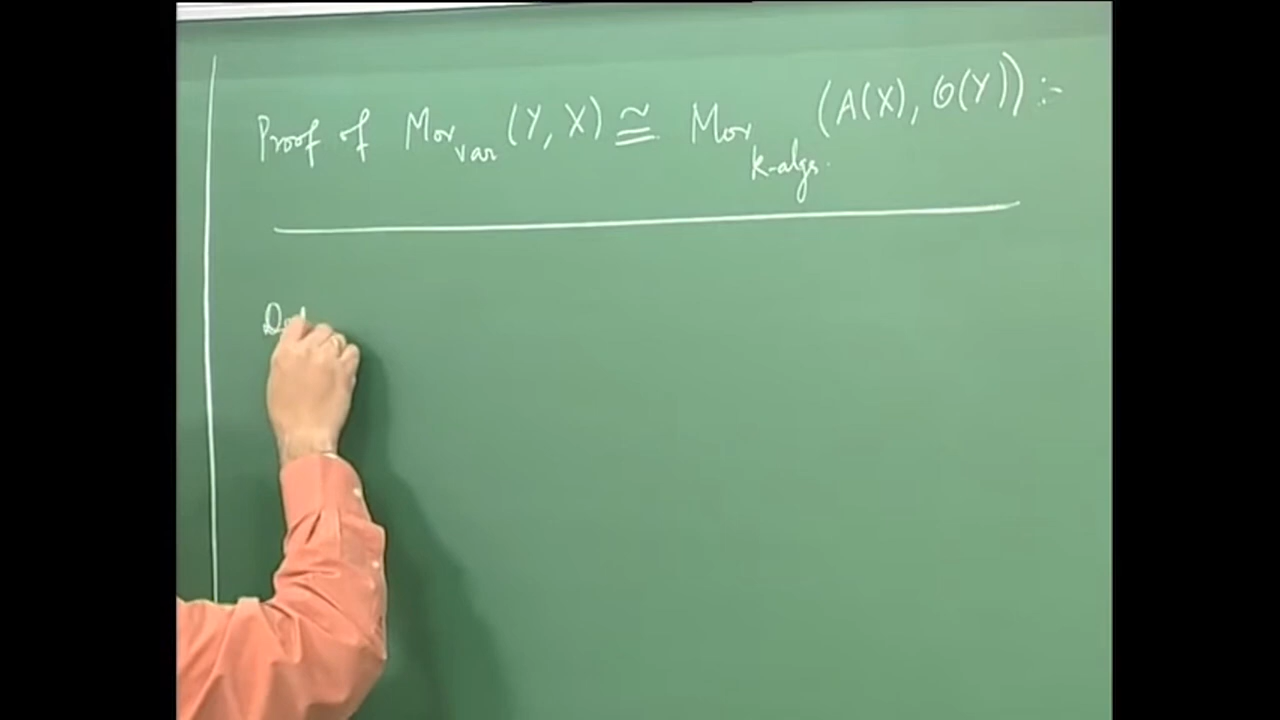 Proof of Mor_var (Y, X) ≅ Mor_k-algs. (A(X), O(Y)) :-